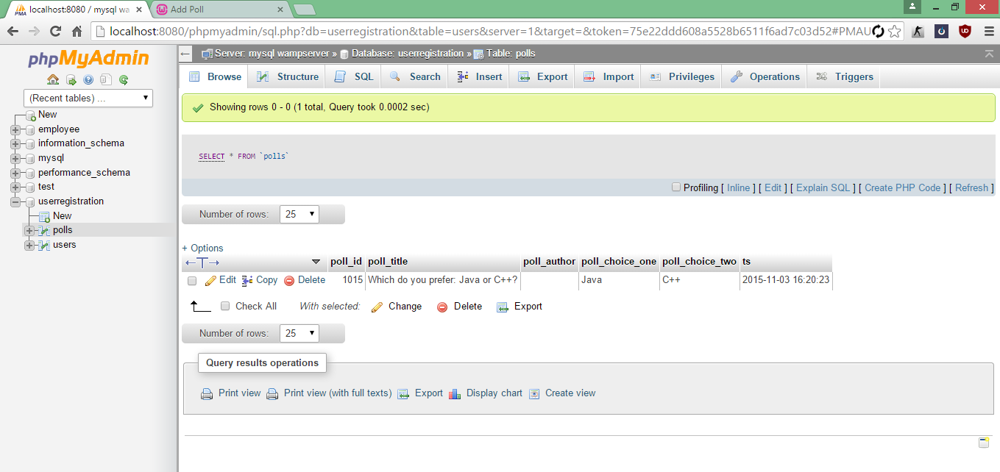 localhost:8080 / mysql wa
Add Poll
localhost:8080/phpmyadmin/sql.php?db=userregistration&table=users&server=1&target=&token=75e22ddd608a5528b6511f6ad7c03d52#PMAU
phpMyAdmin
(Recent tables) ...
New
employee
information_schema
mysql
performance_schema
test
userregistration
New
polls
users
Server: mysql wampserver » Database: userregistration » Table: polls
Browse Structure SQL Search Insert Export Import Privileges Operations Triggers
Showing rows 0 - 0 (1 total, Query took 0.0002 sec)
SELECT * FROM `polls`
Profiling [ Inline ] [ Edit ] [ Explain SQL ] [ Create PHP Code ] [ Refresh ]
Number of rows: 25
+ Options
poll_id poll_title poll_author poll_choice_one poll_choice_two ts
Edit Copy Delete 1015 Which do you prefer: Java or C++? Java C++ 2015-11-03 16:20:23
Check All With selected: Change Delete Export
Number of rows: 25
Query results operations
Print view Print view (with full texts) Export Display chart Create view